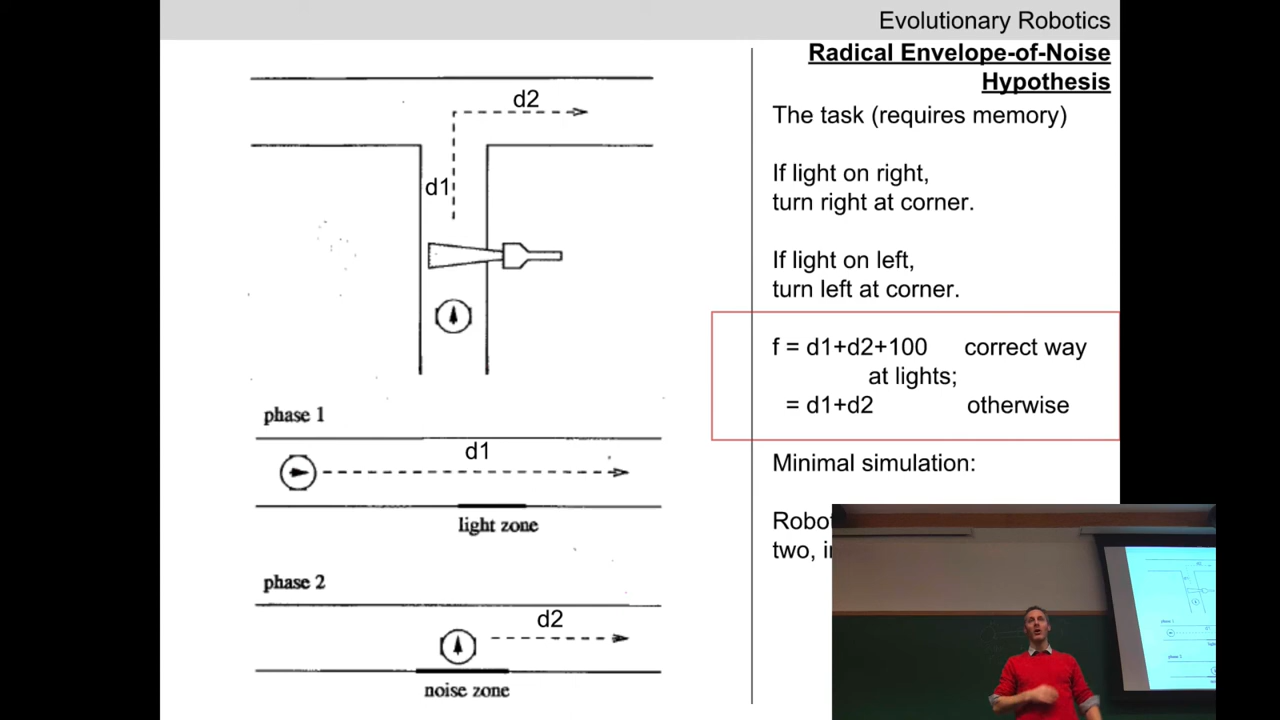 Evolutionary Robotics
Radical Envelope-of-Noise
Hypothesis
d2
d1
The task (requires memory)
If light on right,
turn right at corner.
If light on left,
turn left at corner.
f = d1+d2+100 correct way
at lights;
= d1+d2 otherwise
Minimal simulation:
two,
phase 1
d1
light zone
phase 2
d2
noise zone